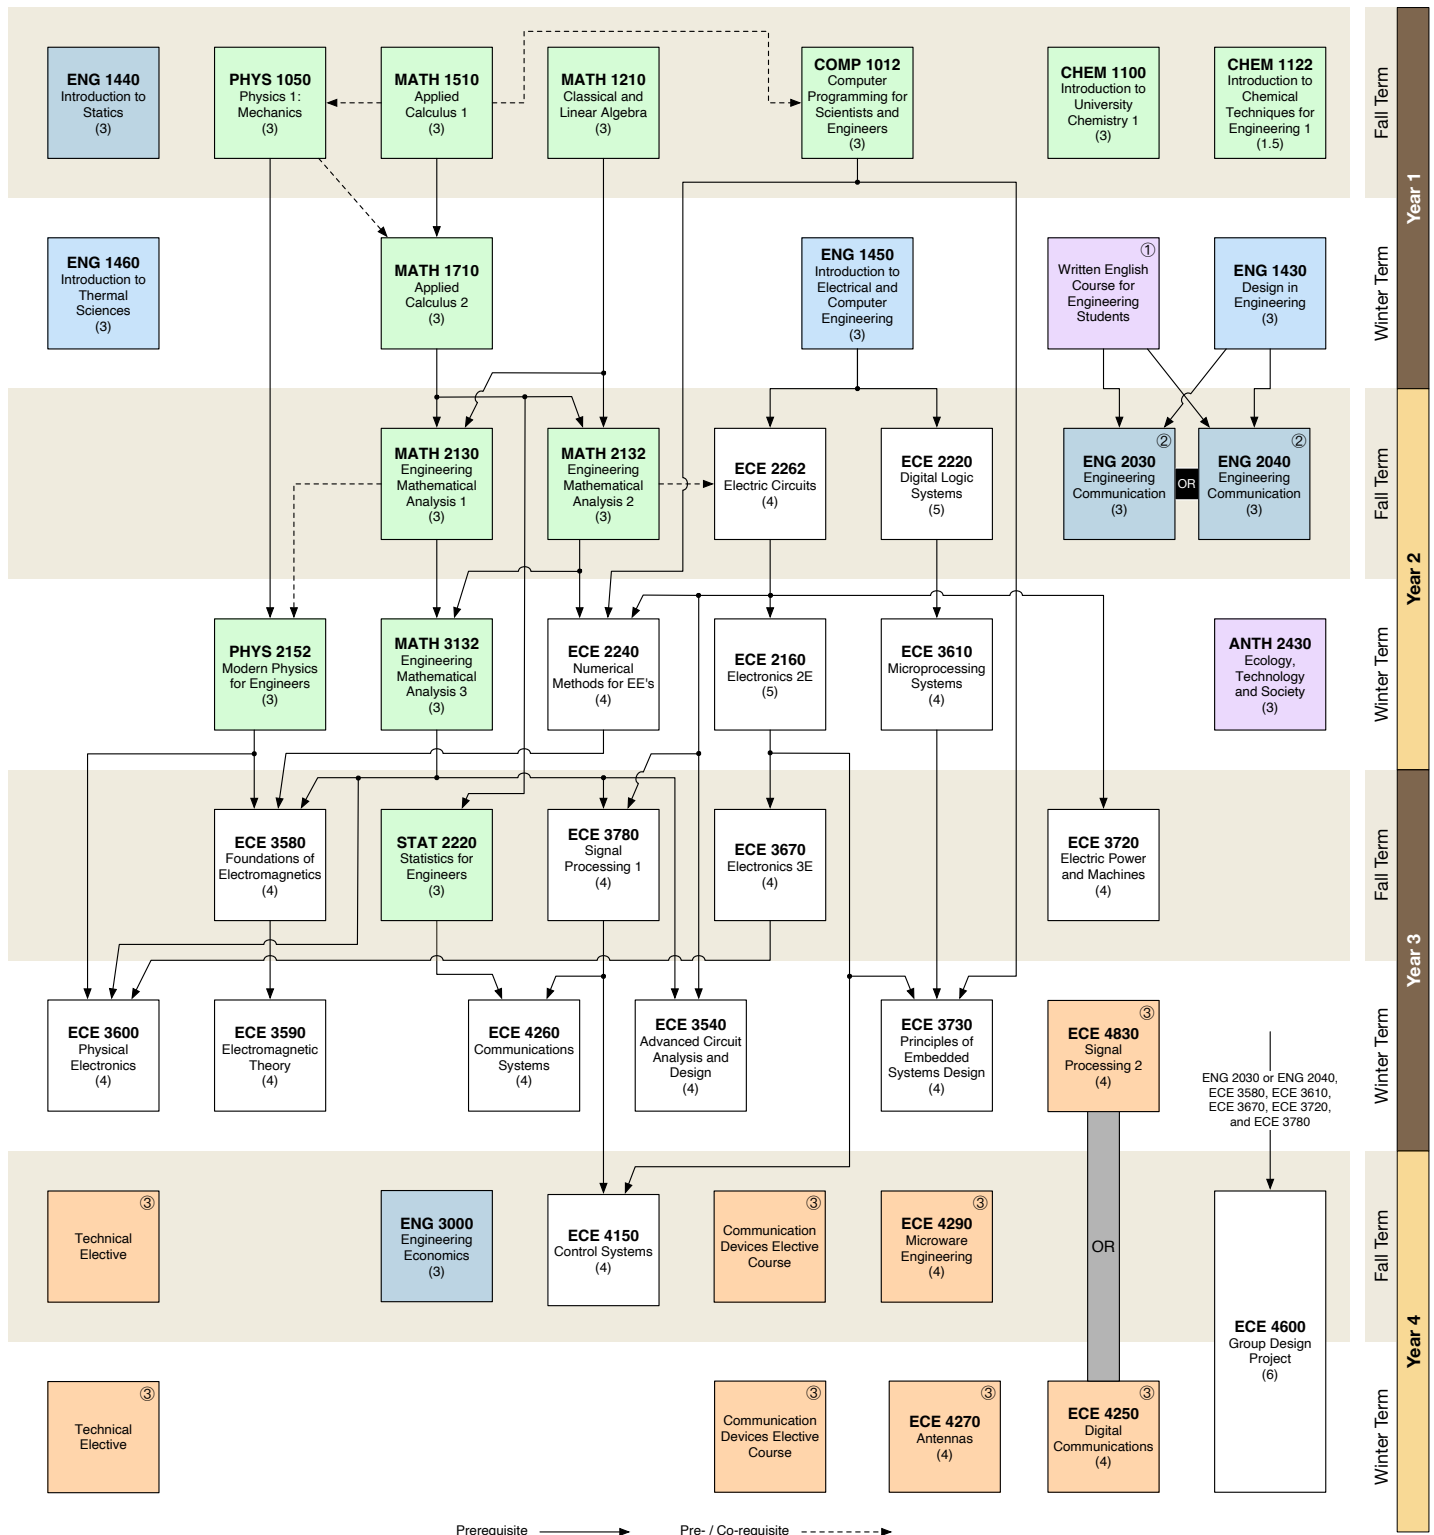 ENG 1440
Introduction to
Statics
(3)
PHYS 1050
Physics 1:
Mechanics
(3)
MATH 1510
Applied
Calculus 1
(3)
MATH 1210
Classical and
Linear Algebra
(3)
COMP 1012
Computer
Programming for
Scientists and
Engineers
(3)
CHEM 1100
Introduction to
University
Chemistry 1
(3)
CHEM 1122
Introduction to
Chemical
Techniques for
Engineering 1
(1.5)
Fall Term
Year 1
ENG 1460
Introduction to
Thermal
Sciences
(3)
MATH 1710
Applied
Calculus 2
(3)
ENG 1450
Introduction to
Electrical and
Computer
Engineering
(3)
①
Written English
Course for
Engineering
Students
ENG 1430
Design in
Engineering
(3)
Winter Term
MATH 2130
Engineering
Mathematical
Analysis 1
(3)
MATH 2132
Engineering
Mathematical
Analysis 2
(3)
ECE 2262
Electric Circuits
(4)
ECE 2220
Digital Logic
Systems
(5)
②
ENG 2030
Engineering
Communication
(3)
OR
②
ENG 2040
Engineering
Communication
(3)
Fall Term
Year 2
PHYS 2152
Modern Physics
for Engineers
(3)
MATH 3132
Engineering
Mathematical
Analysis 3
(3)
ECE 2240
Numerical
Methods for EE's
(4)
ECE 2160
Electronics 2E
(5)
ECE 3610
Microprocessing
Systems
(4)
ANTH 2430
Ecology,
Technology
and Society
(3)
Winter Term
ECE 3580
Foundations of
Electromagnetics
(4)
STAT 2220
Statistics for
Engineers
(3)
ECE 3780
Signal
Processing 1
(4)
ECE 3670
Electronics 3E
(4)
ECE 3720
Electric Power
and Machines
(4)
Fall Term
Year 3
ECE 3600
Physical
Electronics
(4)
ECE 3590
Electromagnetic
Theory
(4)
ECE 4260
Communications
Systems
(4)
ECE 3540
Advanced Circuit
Analysis and
Design
(4)
ECE 3730
Principles of
Embedded
Systems Design
(4)
③
ECE 4830
Signal
Processing 2
(4)
ENG 2030 or ENG 2040,
ECE 3580, ECE 3610,
ECE 3670, ECE 3720,
and ECE 3780
Winter Term
③
Technical
Elective
ENG 3000
Engineering
Economics
(3)
ECE 4150
Control Systems
(4)
③
Communication
Devices Elective
Course
③
ECE 4290
Microware
Engineering
(4)
OR
ECE 4600
Group Design
Project
(6)
Fall Term
Year 4
③
Technical
Elective
③
Communication
Devices Elective
Course
③
ECE 4270
Antennas
(4)
③
ECE 4250
Digital
Communications
(4)
Winter Term
Prerequisite
Pre- / Co-requisite